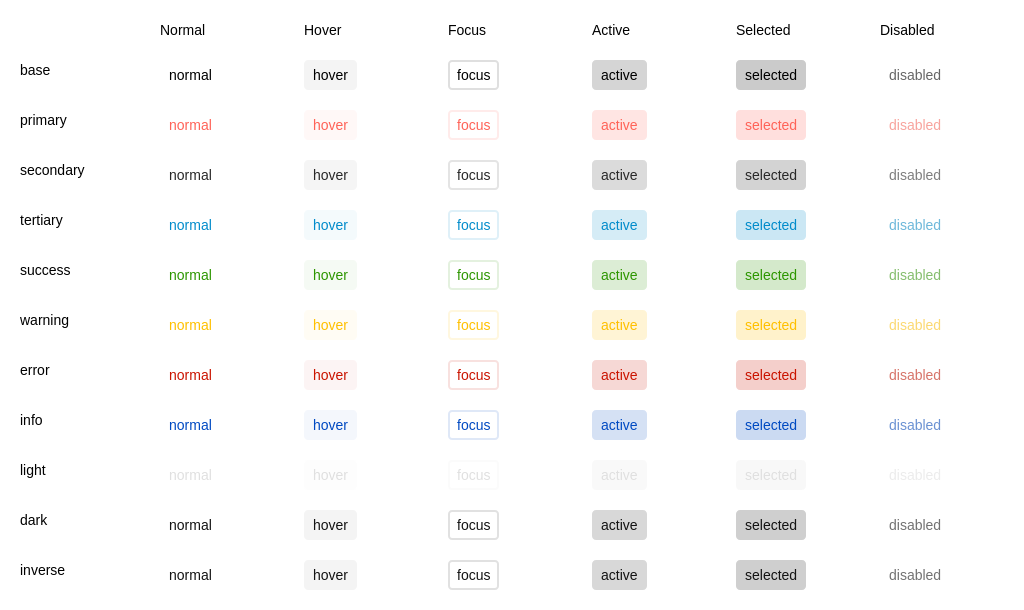 Normal Hover Focus Active Selected Disabled
base normal hover focus active selected disabled
primary normal hover focus active selected disabled
secondary normal hover focus active selected disabled
tertiary normal hover focus active selected disabled
success normal hover focus active selected disabled
warning normal hover focus active selected disabled
error normal hover focus active selected disabled
info normal hover focus active selected disabled
light normal hover focus active selected disabled
dark normal hover focus active selected disabled
inverse normal hover focus active selected disabled